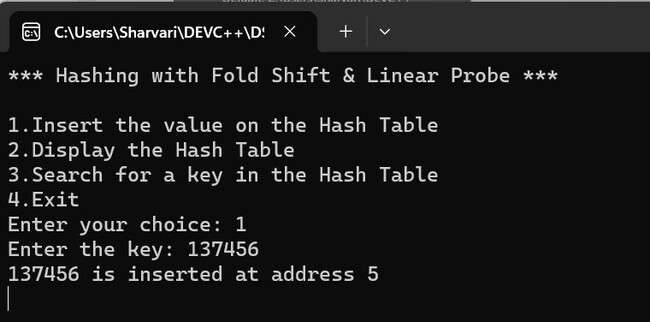 C:\Users\Sharvari\DEVC++\DS
*** Hashing with Fold Shift & Linear Probe ***
1.Insert the value on the Hash Table
2.Display the Hash Table
3.Search for a key in the Hash Table
4.Exit
Enter your choice: 1
Enter the key: 137456
137456 is inserted at address 5